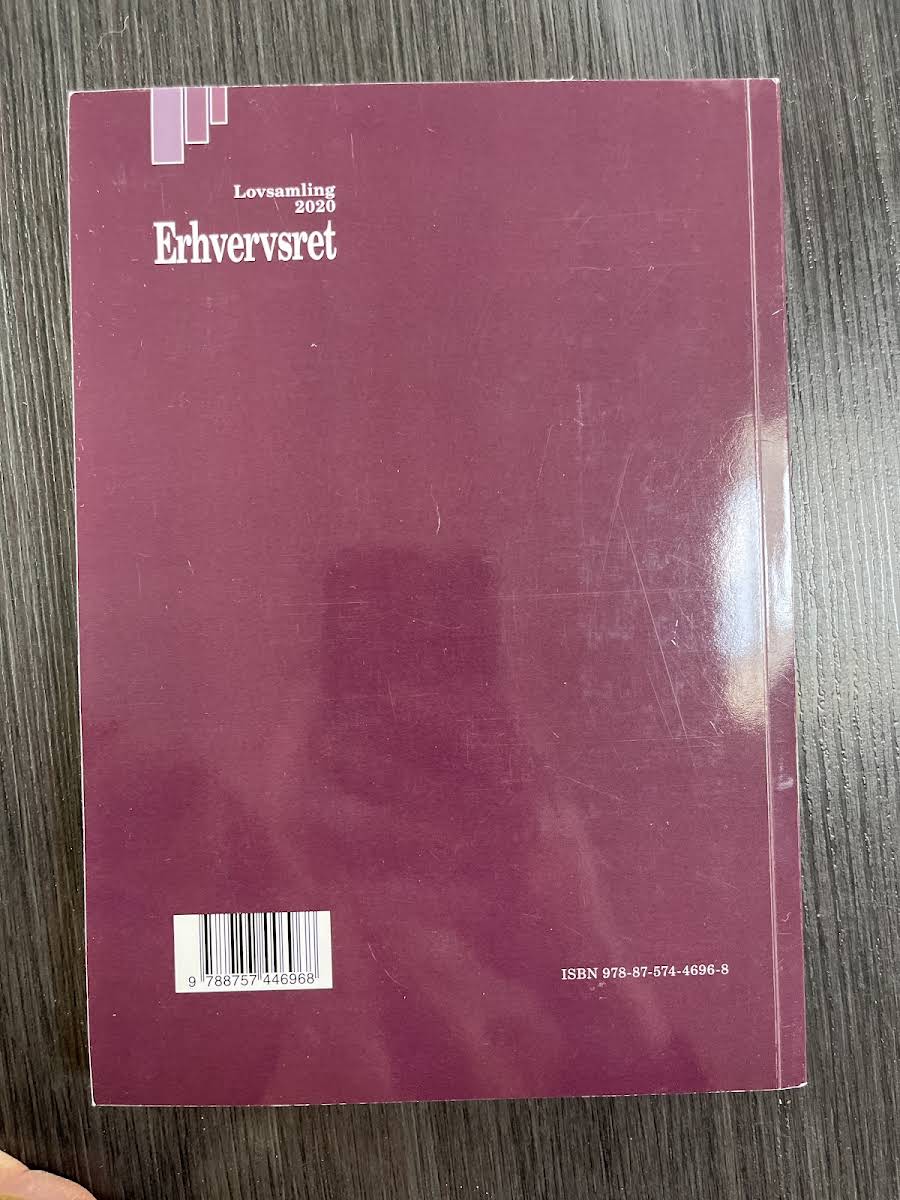 Lovsamling
2020
Erhvervsret
9 788757 446968
ISBN 978-87-574-4696-8